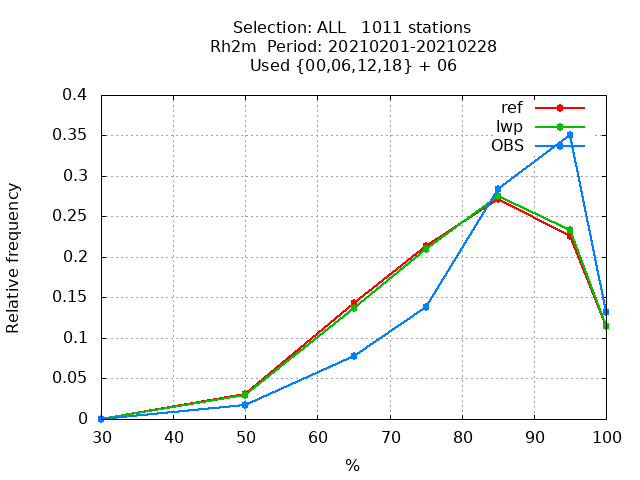 Selection: ALL   1011 stations
Rh2m  Period: 20210201-20210228
Used {00,06,12,18} + 06
ref
lwp
OBS
0.4
0.35
0.3
0.25
0.2
0.15
0.1
0.05
0
Relative frequency
30 40 50 60 70 80 90 100
%